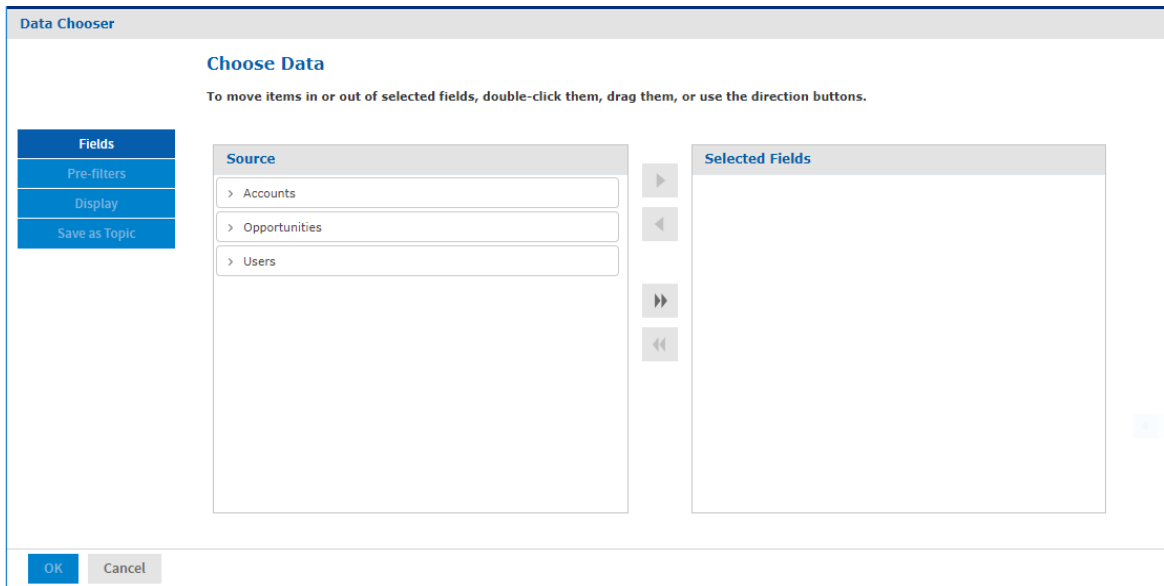 Data Chooser
Choose Data
To move items in or out of selected fields, double-click them, drag them, or use the direction buttons.
Fields
Pre-filters
Display
Save as Topic
Source
Accounts
Opportunities
Users
Selected Fields
OK
Cancel